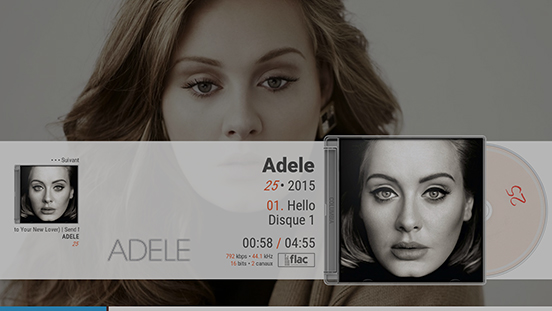 • • • Suivant
to Your New Lover) | Send M
ADELE
25
ADELE
Adele
25 • 2015
01. Hello
Disque 1
00:58 / 04:55
792 kbps • 44.1 kHz
16 bits • 2 canaux
flac
25